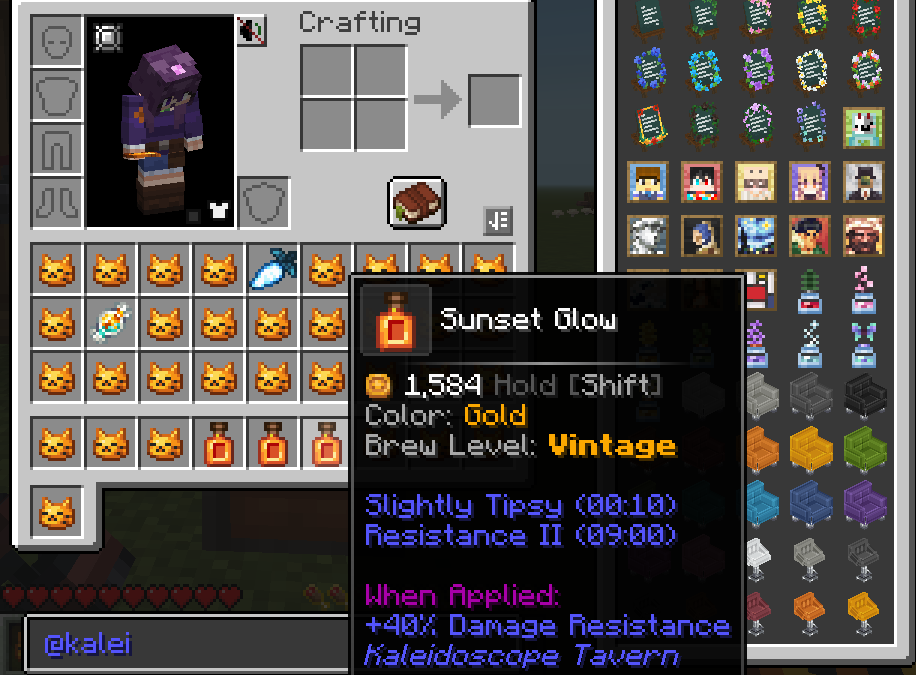 Crafting
Sunset Glow
1,584 Hold [Shift]
Color: Gold
Brew Level: Vintage
Slightly Tipsy (00:10)
Resistance II (09:00)
When Applied:
+40% Damage Resistance
Kaleidoscope Tavern
@kalei